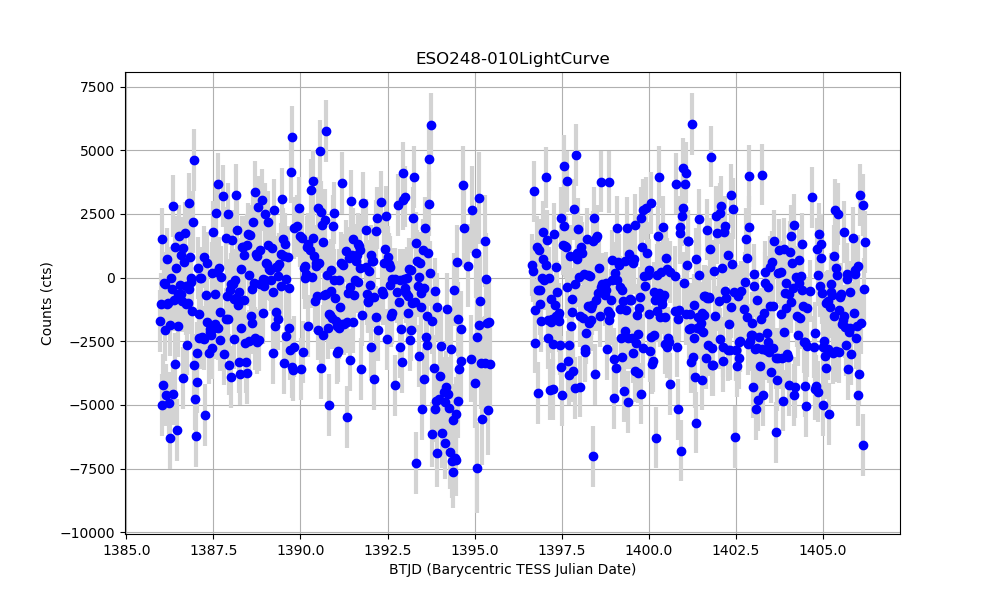 ESO248-010LightCurve
7500
5000
2500
0
−2500
−5000
−7500
−10000
Counts (cts)
1385.0 1387.5 1390.0 1392.5 1395.0 1397.5 1400.0 1402.5 1405.0
BTJD (Barycentric TESS Julian Date)